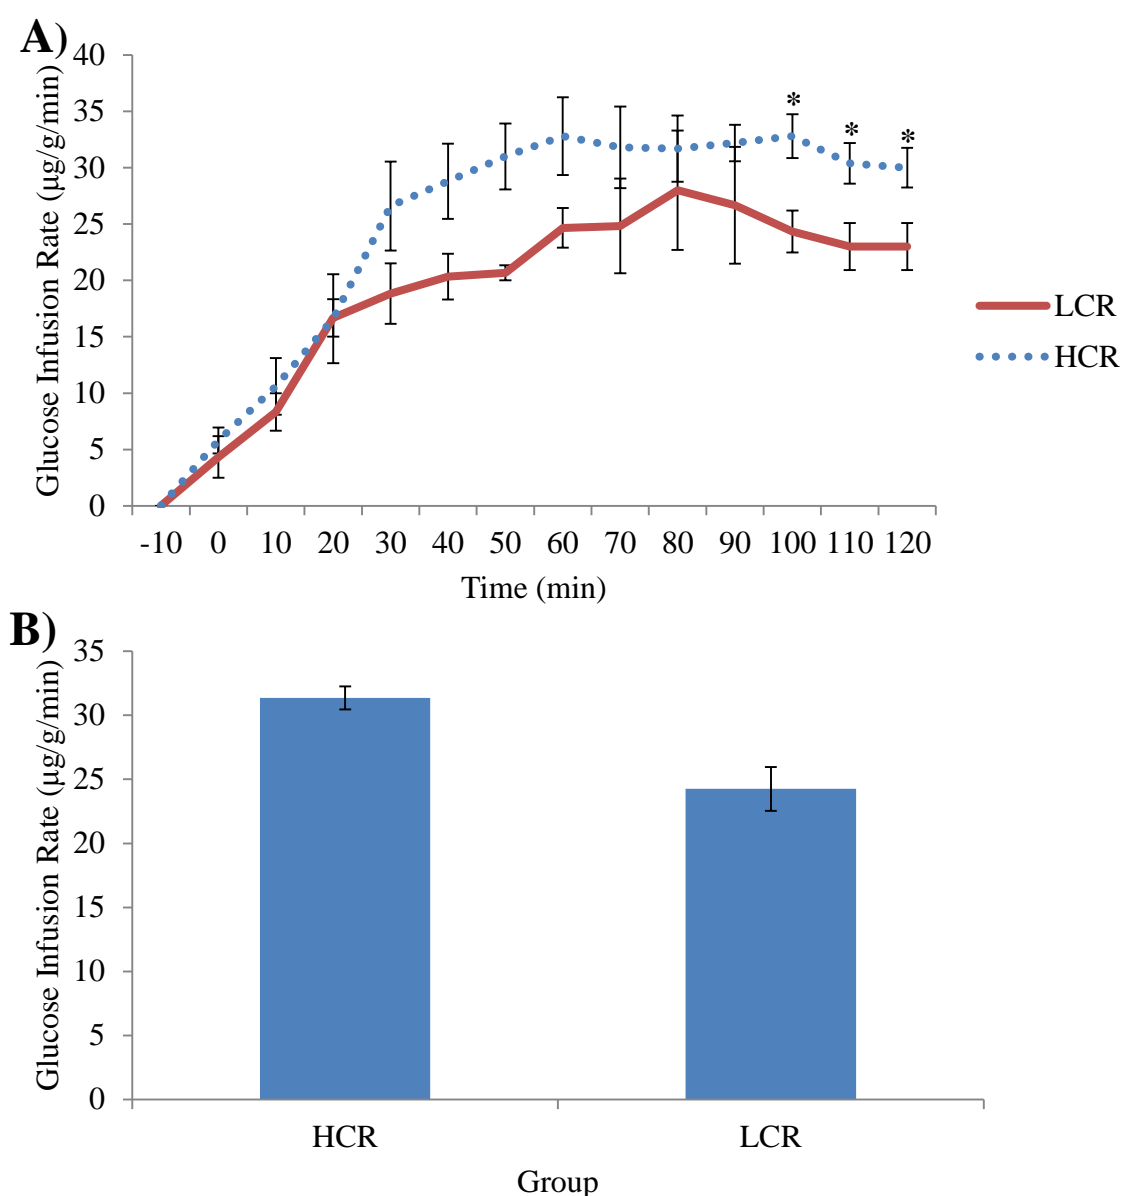 A)
Glucose Infusion Rate (µg/g/min)
40
35
30
25
20
15
10
5
0
* * *
-10 0 10 20 30 40 50 60 70 80 90 100 110 120
Time (min)
LCR
HCR
B)
Glucose Infusion Rate (µg/g/min)
35
30
25
20
15
10
5
0
HCR LCR
Group